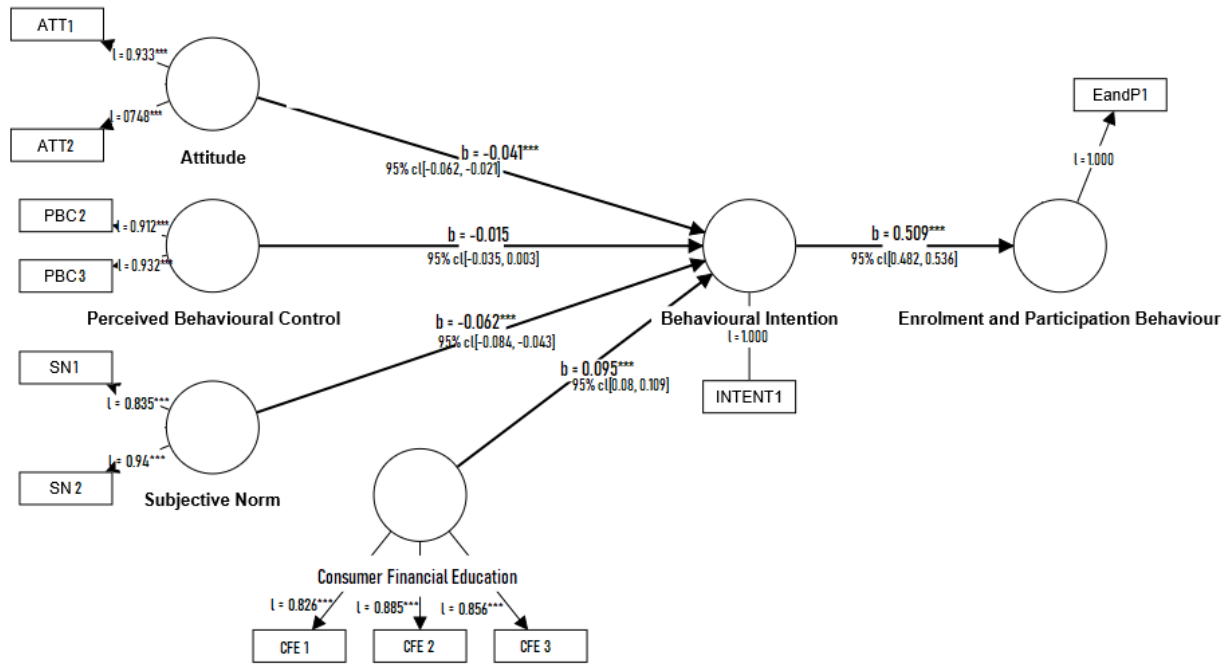 ATT1
l = 0.933***
l = 0748***
ATT2
Attitude
b = -0.041***
95% cl[-0.062, -0.021]
EandP1
l = 1.000
PBC2
l = 0.912***
PBC3
l = 0.932***
Perceived Behavioural Control
b = -0.015
95% cl[-0.035, 0.003]
b = 0.509***
95% cl[0.482, 0.536]
Behavioural Intention
l = 1.000
INTENT1
Enrolment and Participation Behaviour
b = -0.062***
95% cl[-0.084, -0.043]
SN1
l = 0.835***
l = 0.94***
SN 2
Subjective Norm
b = 0.095***
95% cl[0.08, 0.109]
Consumer Financial Education
l = 0.826***
l = 0.885***
l = 0.856***
CFE 1
CFE 2
CFE 3